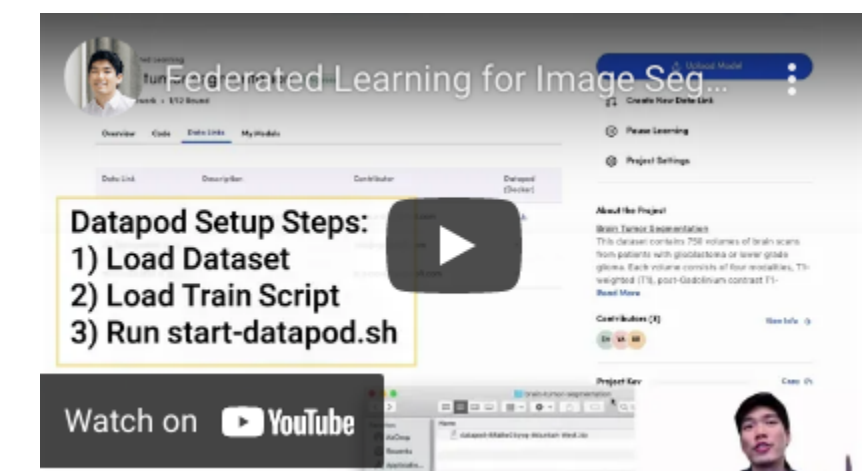 Federated Learning for Image Seg...
1/12 Round
Upload Model
Create New Data Link
Overview Code Data Links My Models
Pause Learning
Project Settings
Data Link Description Contributor Datapod
(Docker)
About the Project
Brain Tumor Segmentation
This dataset contains 750 volumes of brain scans
from patients with glioblastoma or lower grade
glioma. Each volume consists of four modalities, T1-
weighted (T1), post-Gadolinium contrast T1-
Read More
Datapod Setup Steps:
1) Load Dataset
2) Load Train Script
3) Run start-datapod.sh
Contributors (3)
View Info
Project Key
Copy
Watch on YouTube
brain-tumor-segmentation
Name
AirDrop
Recents
Applicatio...